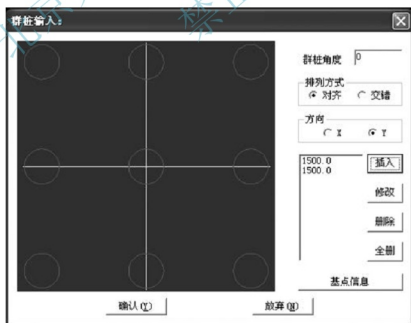 群桩输入:
群桩角度 0
排列方式
对齐 交错
方向
X Y
1500.0
1500.0
插入
修改
删除
全删
基点信息
确认(Y) 放弃(N)